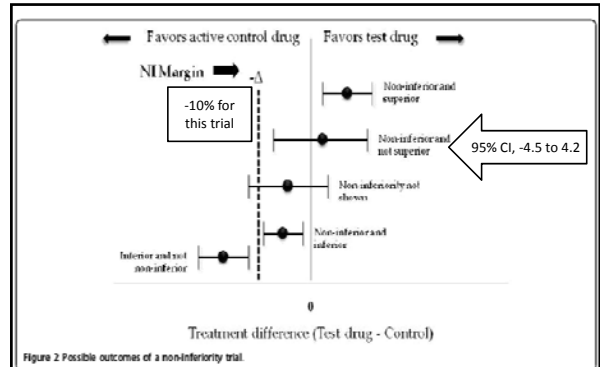 Favors active control drug
Favors test drug
NI Margin
-Δ
-10% for
this trial
Non-inferior and
superior
Non-inferior and
not superior
95% CI, -4.5 to 4.2
Non-inferiority not
shown
Non-inferior and
inferior
Inferior and not
non-inferior
0
Treatment difference (Test drug - Control)
Figure 2 Possible outcomes of a non-inferiority trial.